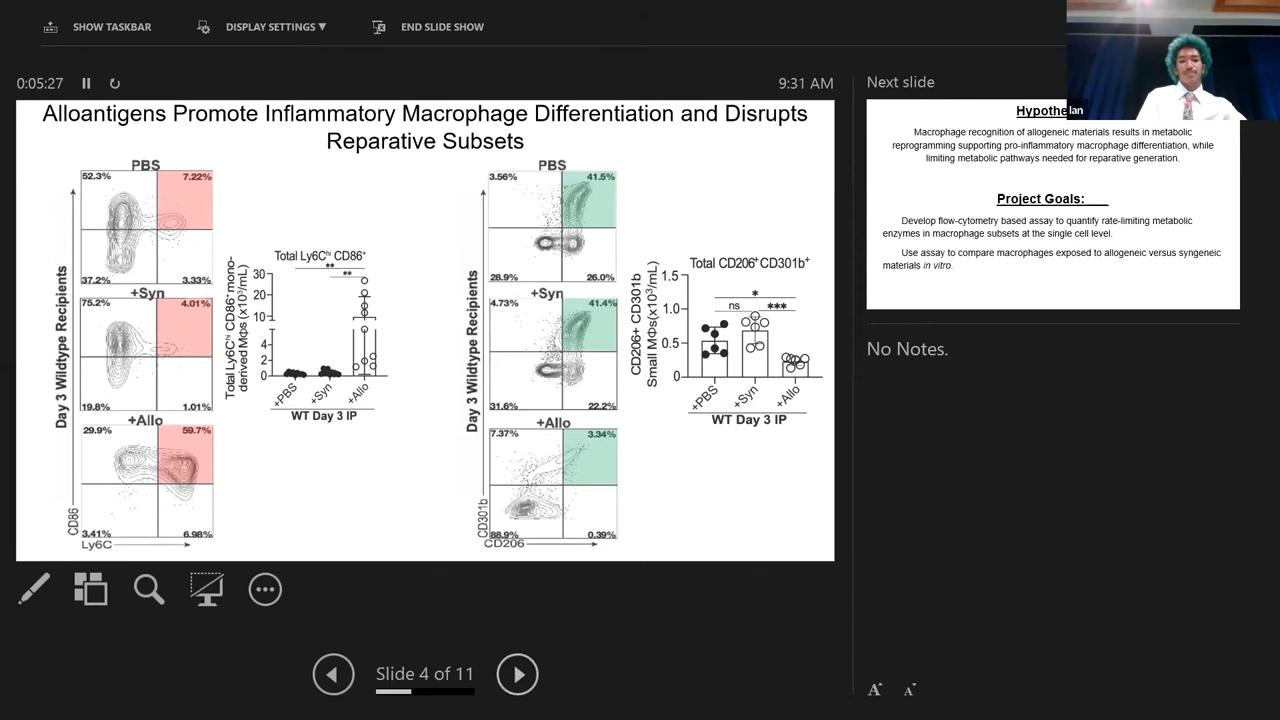 SHOW TASKBAR
DISPLAY SETTINGS ▼
END SLIDE SHOW
0:05:27
9:31 AM
Alloantigens Promote Inflammatory Macrophage Differentiation and Disrupts
Reparative Subsets
PBS
52.3%
7.22%
37.2%
3.33%
+Syn
75.2%
4.01%
19.8%
1.01%
+Allo
29.9%
59.7%
3.41%
6.98%
Day 3 Wildtype Recipients
CD86
Ly6C
Total Ly6Chi CD86+
**
**
30
20
10
4
2
0
Total Ly6Chi CD86+ mono-
derived MΦs (x10³/mL)
+PBS
+Syn
+Allo
WT Day 3 IP
PBS
3.56%
41.5%
28.9%
26.0%
+Syn
4.73%
41.4%
31.6%
22.2%
+Allo
7.37%
3.34%
88.9%
0.39%
Day 3 Wildtype Recipients
CD301b
CD206
Total CD206+CD301b+
*
ns
***
1.5
1.0
0.5
0
CD206+ CD301b
Small MΦs (x10³/mL)
+PBS
+Syn
+Allo
WT Day 3 IP
Slide 4 of 11
Next slide
lan
Macrophage recognition of allogeneic materials results in metabolic
reprogramming supporting pro-inflammatory macrophage differentiation, while
limiting metabolic pathways needed for reparative generation.
Project Goals:
Develop flow-cytometry based assay to quantify rate-limiting metabolic
enzymes in macrophage subsets at the single cell level.
Use assay to compare macrophages exposed to allogeneic versus syngeneic
materials in vitro.
No Notes.
A
A